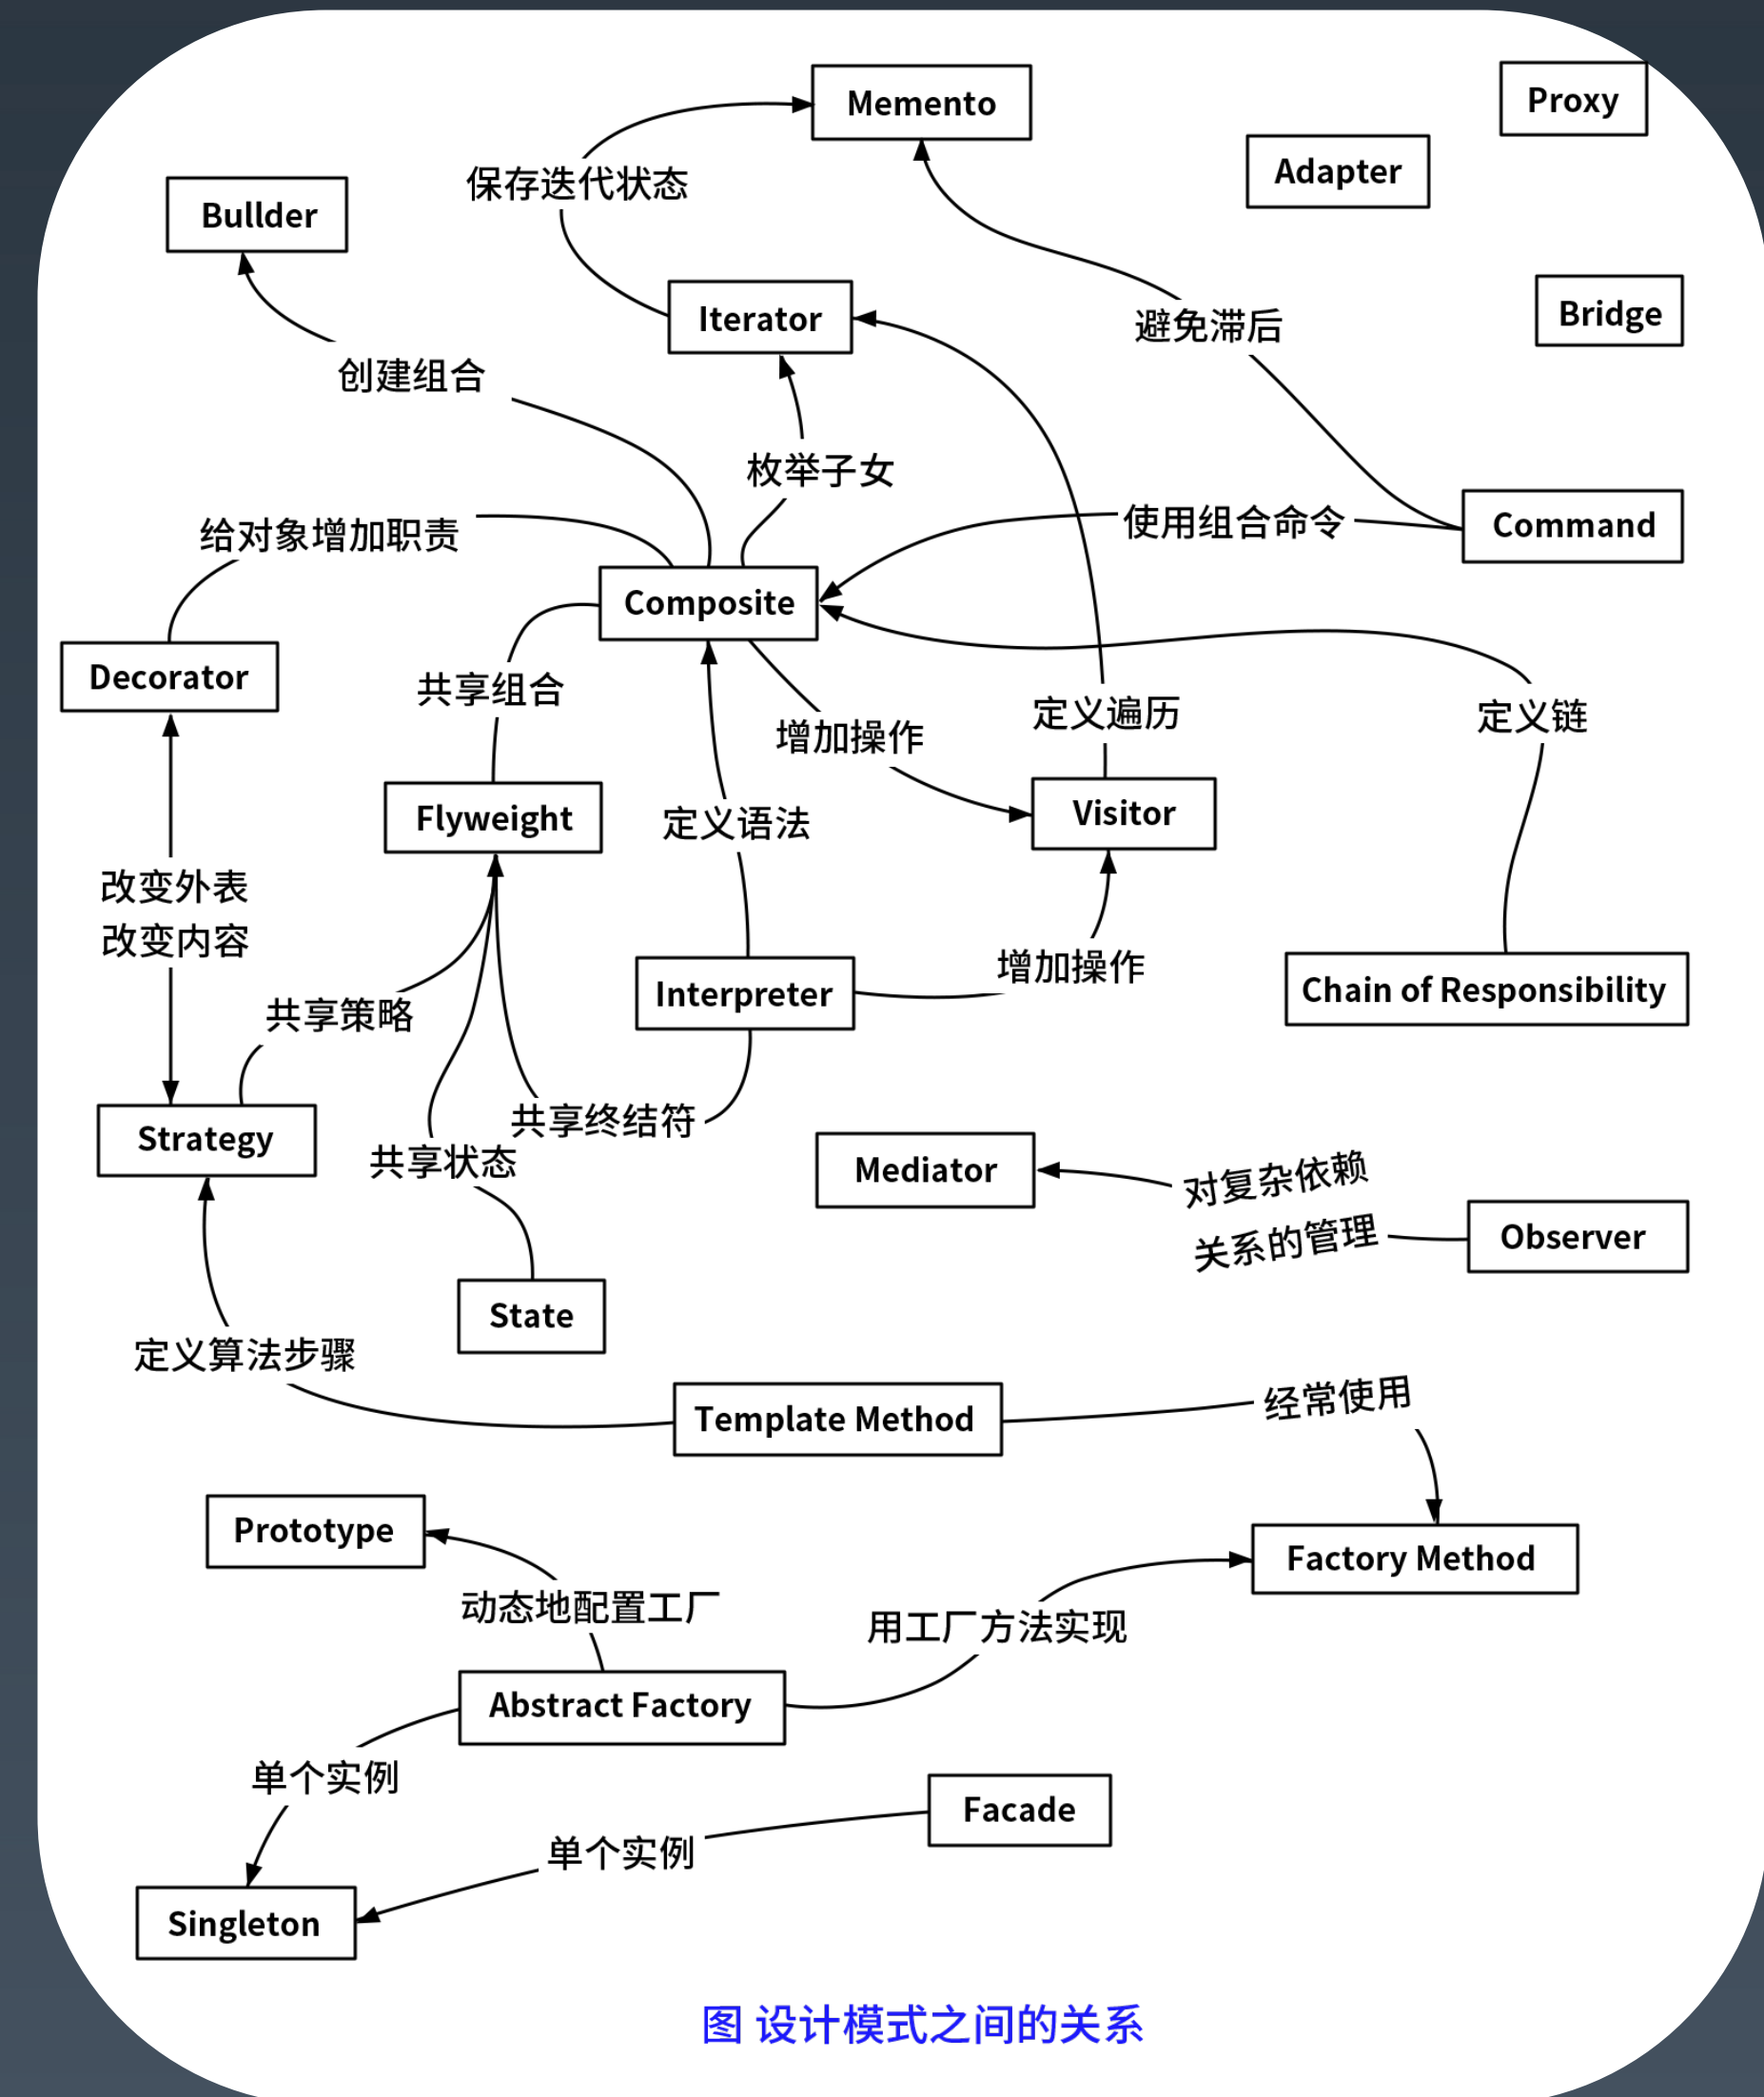 Memento
Proxy
Adapter
保存迭代状态
Bullder
Iterator
Bridge
避免滞后
创建组合
枚举子女
使用组合命令
Command
给对象增加职责
Composite
Decorator
共享组合
增加操作
定义遍历
定义链
Flyweight
定义语法
Visitor
改变外表
改变内容
增加操作
Interpreter
Chain of Responsibility
共享策略
Strategy
共享终结符
共享状态
Mediator
对复杂依赖
关系的管理
Observer
State
定义算法步骤
Template Method
经常使用
Prototype
Factory Method
动态地配置工厂
用工厂方法实现
Abstract Factory
单个实例
Facade
单个实例
Singleton
图 设计模式之间的关系